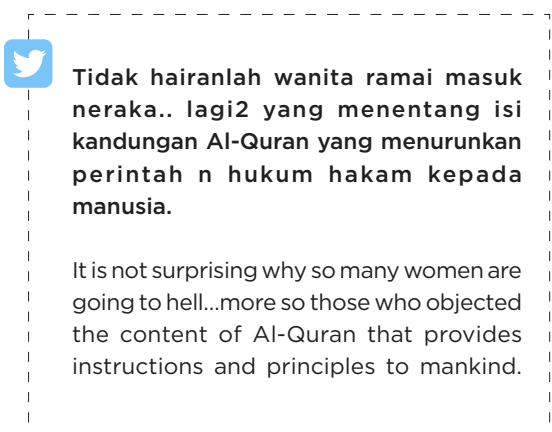 Tidak hairanlah wanita ramai masuk
neraka.. lagi2 yang menentang isi
kandungan Al-Quran yang menurunkan
perintah n hukum hakam kepada
manusia.
It is not surprising why so many women are
going to hell...more so those who objected
the content of Al-Quran that provides
instructions and principles to mankind.